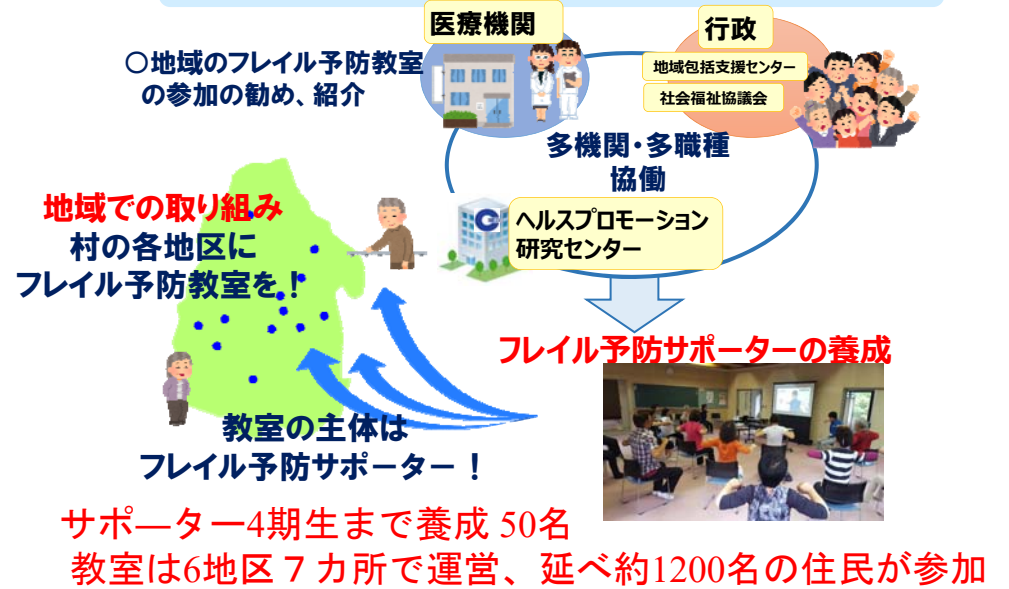 医療機関
行政
地域包括支援センター
社会福祉協議会
〇地域のフレイル予防教室
の参加の勧め、紹介
多機関・多職種
協働
ヘルスプロモーション
研究センター
地域での取り組み
村の各地区に
フレイル予防教室を！
フレイル予防サポーターの養成
教室の主体は
フレイル予防サポーター！
サポーター4期生まで養成 50名
教室は6地区７カ所で運営、延べ約1200名の住民が参加